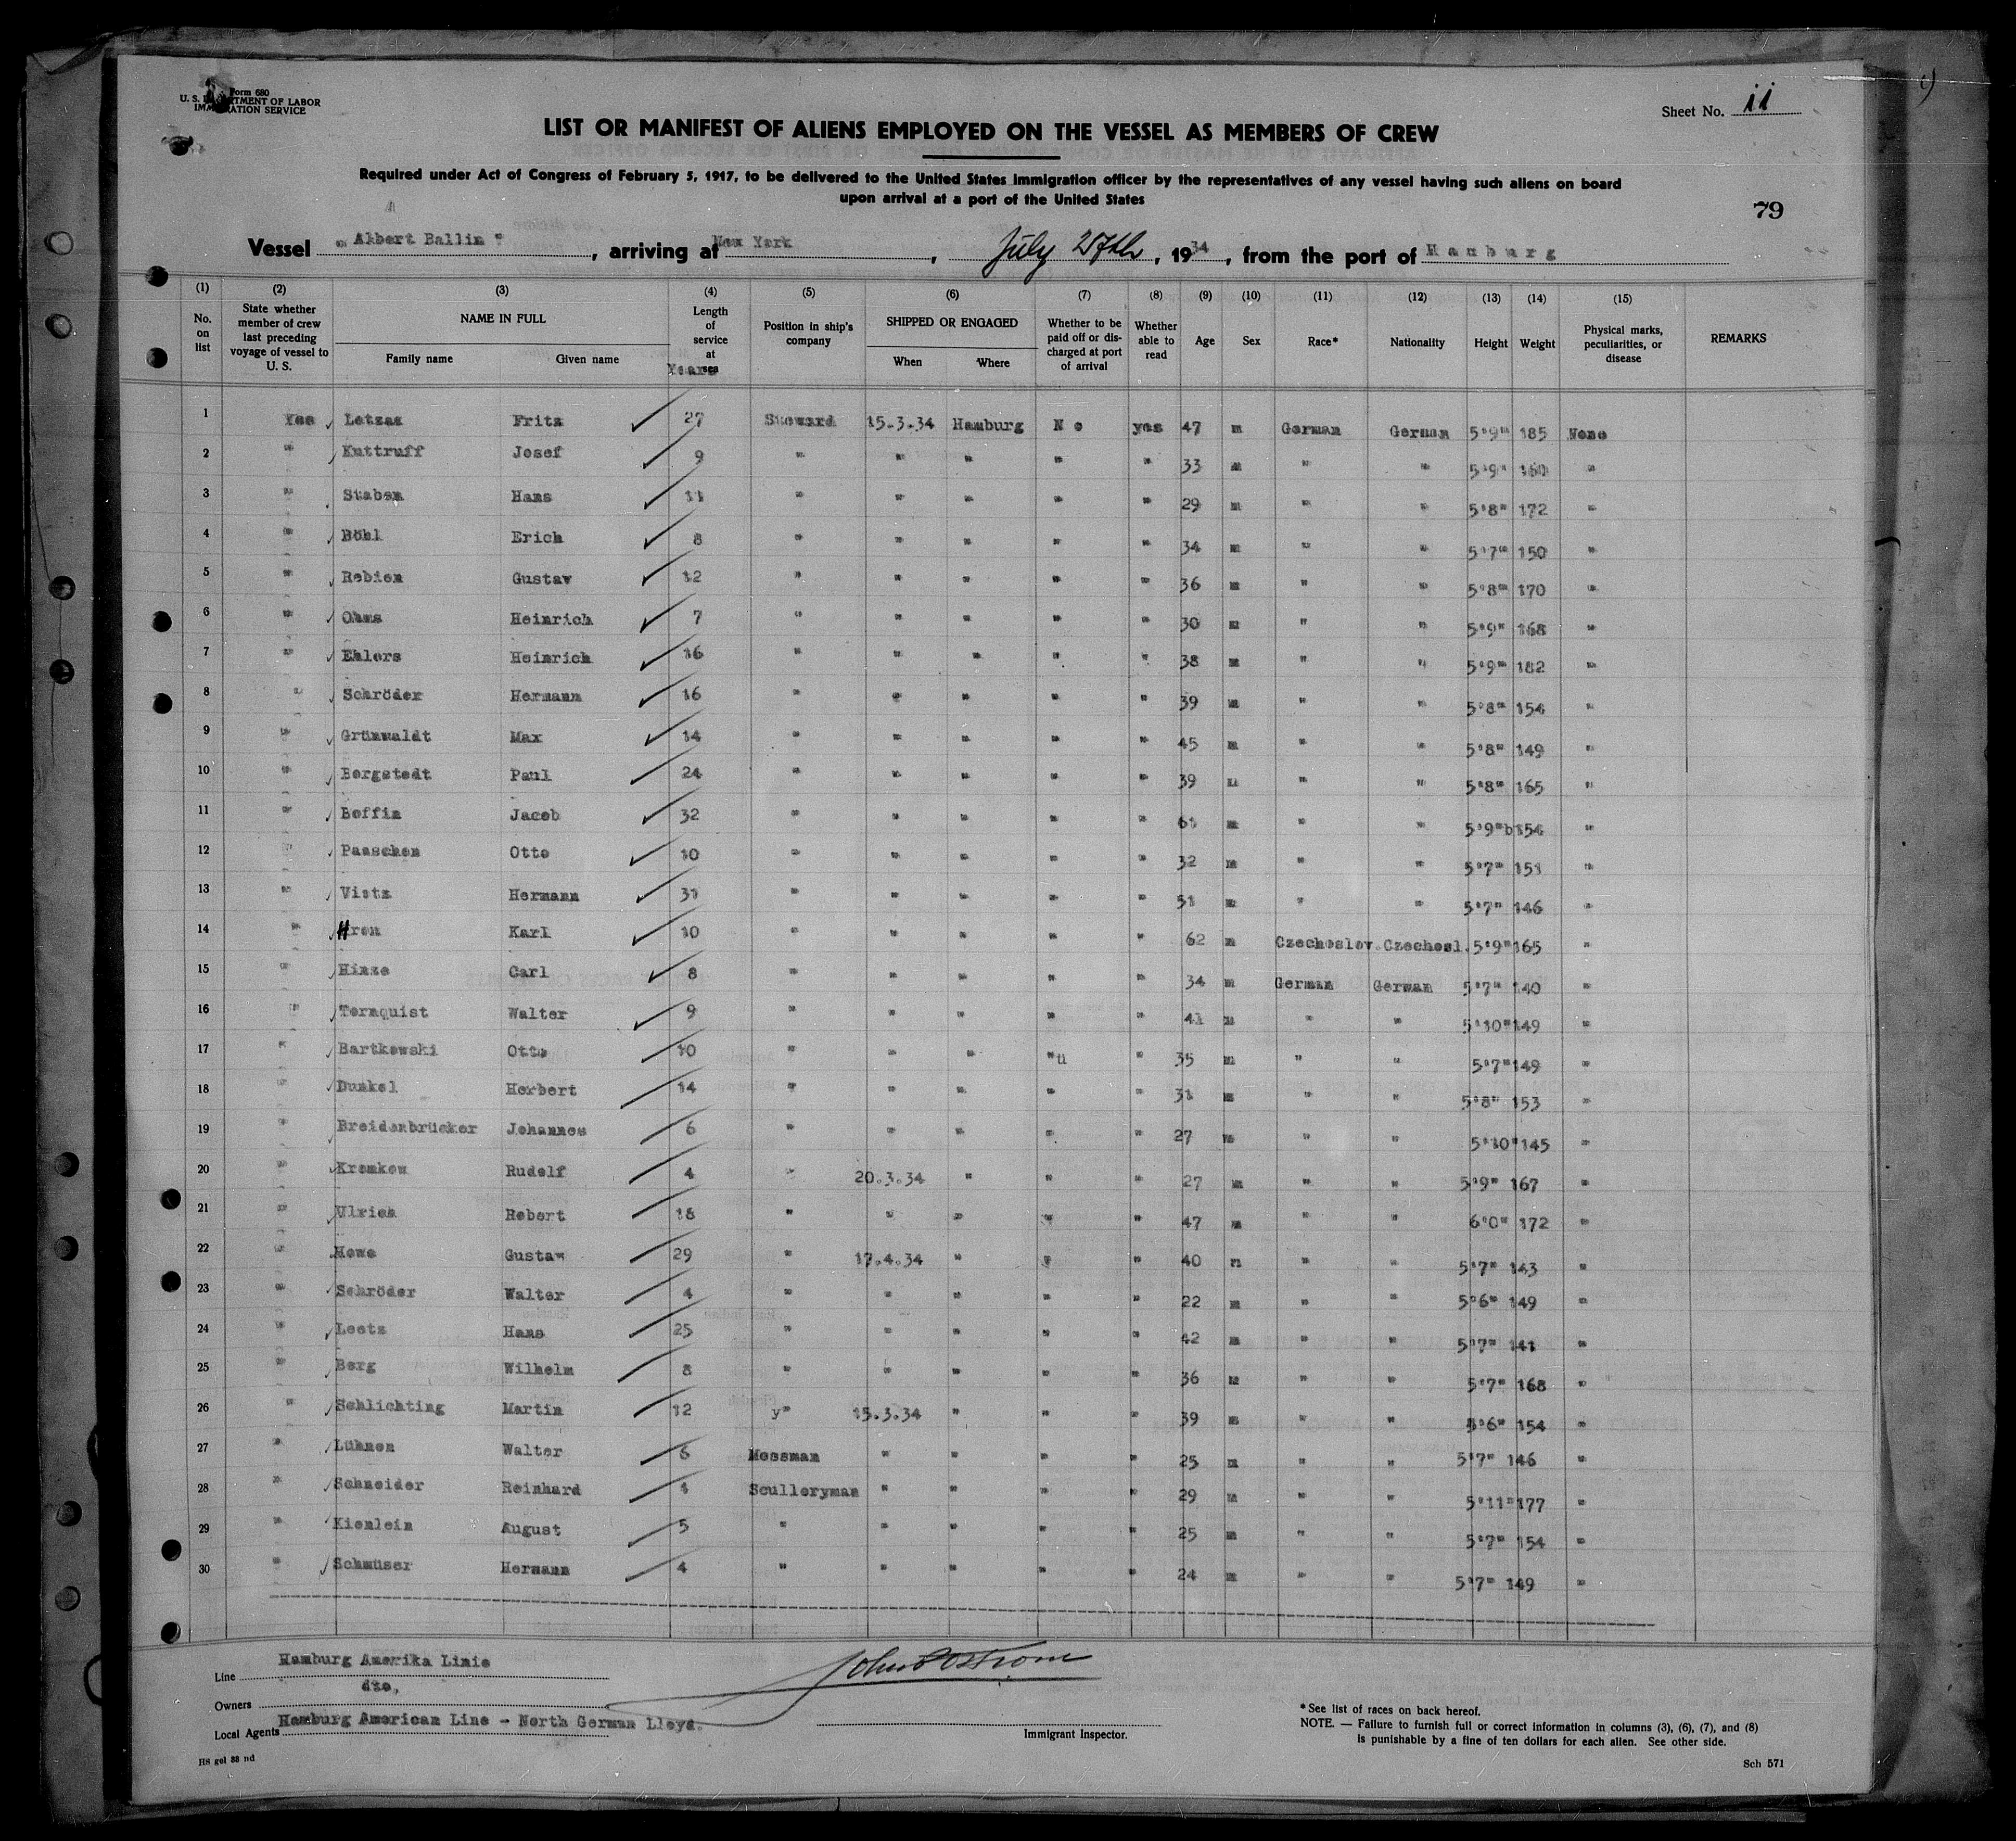 Form 680
U. S. DEPARTMENT OF LABOR
IMMIGRATION SERVICE
Sheet No. 11
LIST OR MANIFEST OF ALIENS EMPLOYED ON THE VESSEL AS MEMBERS OF CREW
Required under Act of Congress of February 5, 1917, to be delivered to the United States immigration officer by the representatives of any vessel having such aliens on board
upon arrival at a port of the United States
79
Vessel " Albert Ballin ", arriving at New York, July 27th, 1934, from the port of Hamburg
(1) No. on list (2) State whether member of crew last preceding voyage of vessel to U. S. (3) NAME IN FULL Family name Given name (4) Length of service at sea Years (5) Position in ship's company (6) SHIPPED OR ENGAGED When Where (7) Whether to be paid off or discharged at port of arrival (8) Whether able to read (9) Age (10) Sex (11) Race* (12) Nationality (13) Height (14) Weight (15) Physical marks, peculiarities, or disease REMARKS
1 Yes Letzas Fritz 27 Steward 15.3.34 Hamburg No yes 47 m German German 5'9" 185 None
2 " Kuttruff Josef 9 " " " " " 33 m " " 5'9" 160 "
3 " Staben Hans 11 " " " " " 29 m " " 5'8" 172 "
4 " Böhl Erich 8 " " " " " 34 m " " 5'7" 150 "
5 " Rebien Gustav 12 " " " " " 36 m " " 5'8" 170 "
6 " Ohms Heinrich 7 " " " " " 30 m " " 5'9" 168 "
7 " Ehlers Heinrich 16 " " " " " 38 m " " 5'9" 182 "
8 " Schröder Hermann 16 " " " " " 39 m " " 5'8" 154 "
9 " Grünwaldt Max 14 " " " " " 45 m " " 5'8" 149 "
10 " Bergstedt Paul 24 " " " " " 39 m " " 5'8" 165 "
11 " Beffin Jacob 32 " " " " " 61 m " " 5'9" 154 "
12 " Paaschen Otto 10 " " " " " 32 m " " 5'7" 151 "
13 " Vietz Hermann 31 " " " " " 51 m " " 5'7" 146 "
14 " Hron Karl 10 " " " " " 62 m Czechoslov. Czechosl. 5'9" 165 "
15 " Hinze Carl 8 " " " " " 34 m German German 5'7" 140 "
16 " Tornquist Walter 9 " " " " " 41 m " " 5'10" 149 "
17 " Bartkowski Otto 10 " " " " " 35 m " " 5'7" 149 "
18 " Dunkel Herbert 14 " " " " " 31 m " " 5'8" 153 "
19 " Breidenbrücker Johannes 6 " " " " " 27 m " " 5'10" 145 "
20 " Kremkow Rudolf 4 " 20.3.34 " " " 27 m " " 5'9" 167 "
21 " Ulrich Robert 18 " " " " " 47 m " " 6'0" 172 "
22 " Hewe Gustav 29 " 17.4.34 " " " 40 m " " 5'7" 143 "
23 " Schröder Walter 4 " " " " " 22 m " " 5'6" 149 "
24 " Leetz Hans 25 " " " " " 42 m " " 5'7" 141 "
25 " Berg Wilhelm 8 " " " " " 36 m " " 5'7" 168 "
26 " Schlichting Martin 12 y" 15.3.34 " " " 39 m " " 5'6" 154 "
27 " Lühnen Walter 6 Messman " " " " 25 m " " 5'7" 146 "
28 " Schneider Reinhard 4 Sculleryman " " " " 29 m " " 5'11" 177 "
29 " Kienlein August 5 " " " " " 25 m " " 5'7" 154 "
30 " Schmüser Hermann 4 " " " " " 24 m " " 5'7" 149 "
Line Hamburg Amerika Linie
Owners dto,
Local Agents Hamburg American Line - North German Lloyd.
Immigrant Inspector.
*See list of races on back hereof.
NOTE. — Failure to furnish full or correct information in columns (3), (6), (7), and (8)
is punishable by a fine of ten dollars for each alien. See other side.
Sch 571